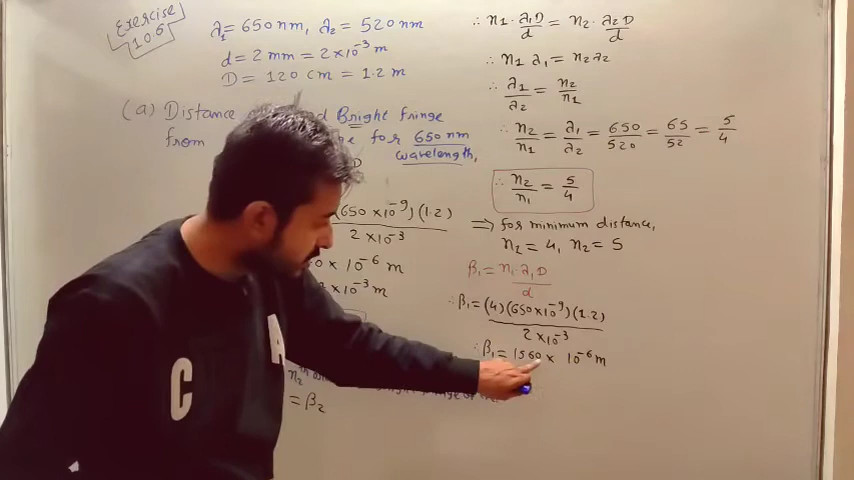 Exercise
10.6
λ₁ = 650 nm, λ₂ = 520 nm
d = 2 mm = 2×10⁻³ m
D = 120 cm = 1.2 m
(a) Distance Bright fringe
from for 650 nm
wavelength,
D
(650 ×10⁻⁹)(1.2)
2 ×10⁻³
0 × 10⁻⁶ m
×10⁻³ m
= β₂
∴ n₁ · λ₁D/d = n₂ · λ₂D/d
∴ n₁ λ₁ = n₂ λ₂
∴ λ₁/λ₂ = n₂/n₁
∴ n₂/n₁ = λ₁/λ₂ = 650/520 = 65/52 = 5/4
∴ n₂/n₁ = 5/4
⇒ for minimum distance,
n₁ = 4, n₂ = 5
β₁ = n₁ λ₁ D/d
∴ β₁ = (4)(650×10⁻⁹)(1.2)/2×10⁻³
∴ β₁ = 1560 × 10⁻⁶ m
C A